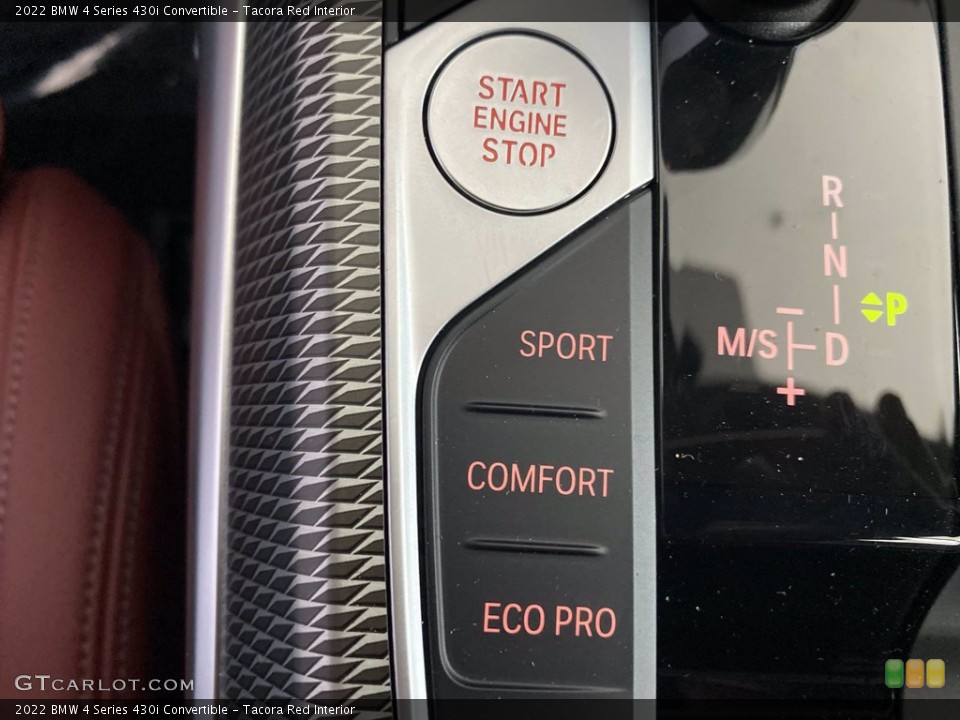 2022 BMW 4 Series 430i Convertible - Tacora Red Interior
START
ENGINE
STOP
R
N
P
SPORT
M/S
D
+
COMFORT
ECO PRO
GTCARLOT.COM
2022 BMW 4 Series 430i Convertible - Tacora Red Interior